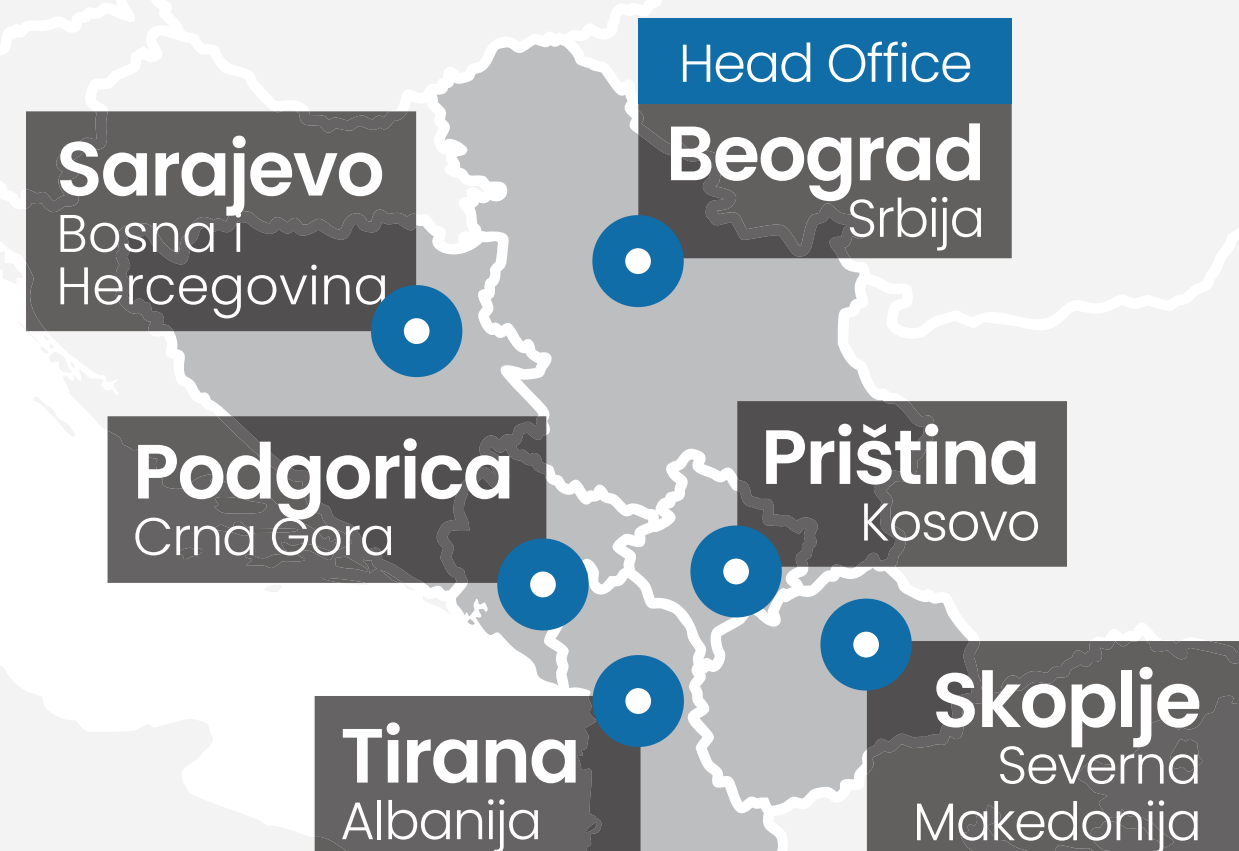 Head Office
Beograd
Srbija
Sarajevo
Bosna i
Hercegovina
Podgorica
Crna Gora
Priština
Kosovo
Skoplje
Severna
Makedonija
Tirana
Albanija